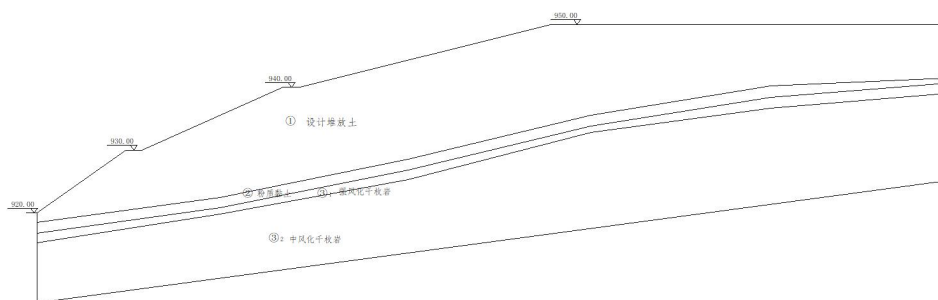 950.00
940.00
① 设计堆放土
930.00
② 粉质黏土
③₁ 强风化千枚岩
920.00
③₂ 中风化千枚岩